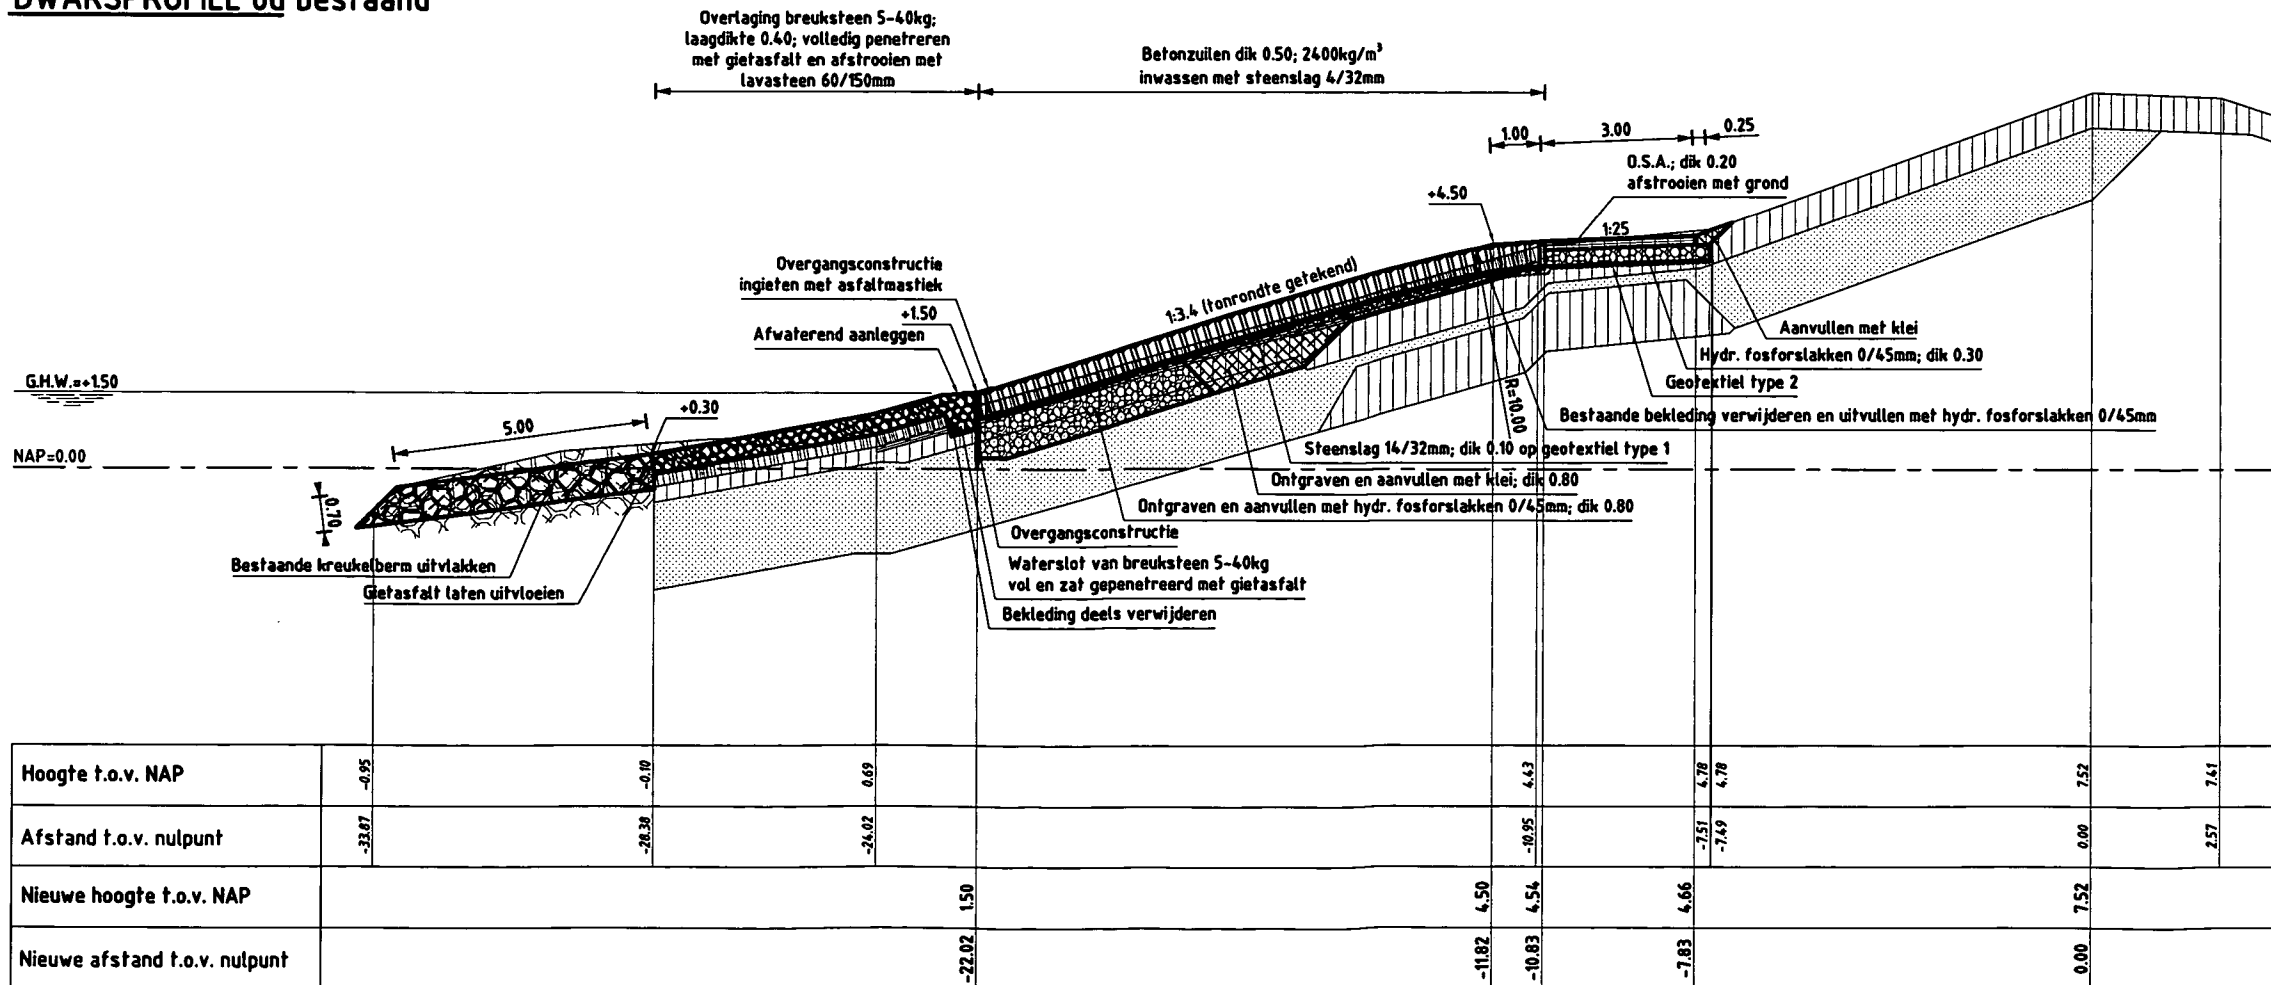 DWARSPROFIEL 6d bestaand
Overlaging breuksteen 5-40kg;
laagdikte 0.40; volledig penetreren
met gietasfalt en afstrooien met
lavasteen 60/150mm
Betonzuilen dik 0.50; 2400kg/m³
inwassen met steenslag 4/32mm
1.00
3.00
0.25
O.S.A.; dik 0.20
afstrooien met grond
+4.50
1:25
Overgangsconstructie
ingieten met asfaltmastiek
1:3.4 (tonrondte getekend)
+1.50
Afwaterend aanleggen
Aanvullen met klei
Hydr. fosforslakken 0/45mm; dik 0.30
Geotextiel type 2
G.H.W.=+1.50
+0.30
5.00
R=10.00
Bestaande bekleding verwijderen en uitvullen met hydr. fosforslakken 0/45mm
NAP=0.00
Steenslag 14/32mm; dik 0.10 op geotextiel type 1
Ontgraven en aanvullen met klei; dik 0.80
Ontgraven en aanvullen met hydr. fosforslakken 0/45mm; dik 0.80
0.70
Overgangsconstructie
Bestaande kreukelberm uitvlakken
Waterslot van breuksteen 5-40kg
vol en zat gepenetreerd met gietasfalt
Gietasfalt laten uitvloeien
Bekleding deels verwijderen
Hoogte t.o.v. NAP -0.95 -0.10 0.69 4.43 4.78 4.78 7.52 7.41
Afstand t.o.v. nulpunt -33.87 -28.38 -24.02 -10.95 -7.51 -7.49 0.00 2.57
Nieuwe hoogte t.o.v. NAP 1.50 4.50 4.54 4.66 7.52
Nieuwe afstand t.o.v. nulpunt -22.02 -11.82 -10.83 -7.83 0.00